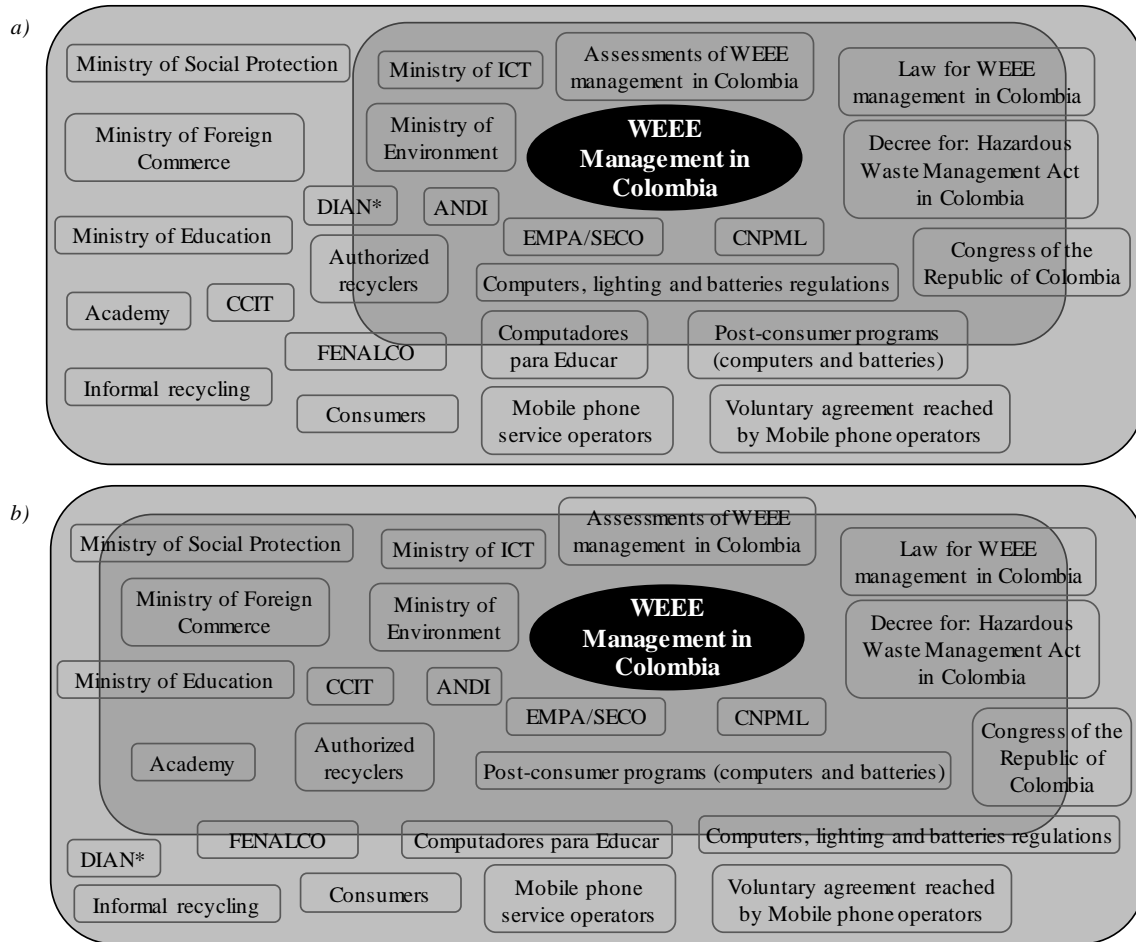 a)
Ministry of Social Protection
Ministry of ICT
Assessments of WEEE
management in Colombia
Law for WEEE
management in Colombia
Ministry of Foreign
Commerce
Ministry of
Environment
WEEE
Management in
Colombia
Decree for: Hazardous
Waste Management Act
in Colombia
DIAN*
ANDI
Ministry of Education
Authorized
recyclers
EMPA/SECO
CNPML
Congress of the
Republic of Colombia
Academy
CCIT
Computers, lighting and batteries regulations
FENALCO
Computadores
para Educar
Post-consumer programs
(computers and batteries)
Informal recycling
Consumers
Mobile phone
service operators
Voluntary agreement reached
by Mobile phone operators
b)
Ministry of Social Protection
Ministry of ICT
Assessments of WEEE
management in Colombia
Law for WEEE
management in Colombia
Ministry of Foreign
Commerce
Ministry of
Environment
WEEE
Management in
Colombia
Decree for: Hazardous
Waste Management Act
in Colombia
Ministry of Education
CCIT
ANDI
EMPA/SECO
CNPML
Congress of the
Republic of
Colombia
Academy
Authorized
recyclers
Post-consumer programs (computers and batteries)
DIAN*
FENALCO
Computadores para Educar
Computers, lighting and batteries regulations
Informal recycling
Consumers
Mobile phone
service operators
Voluntary agreement reached
by Mobile phone operators